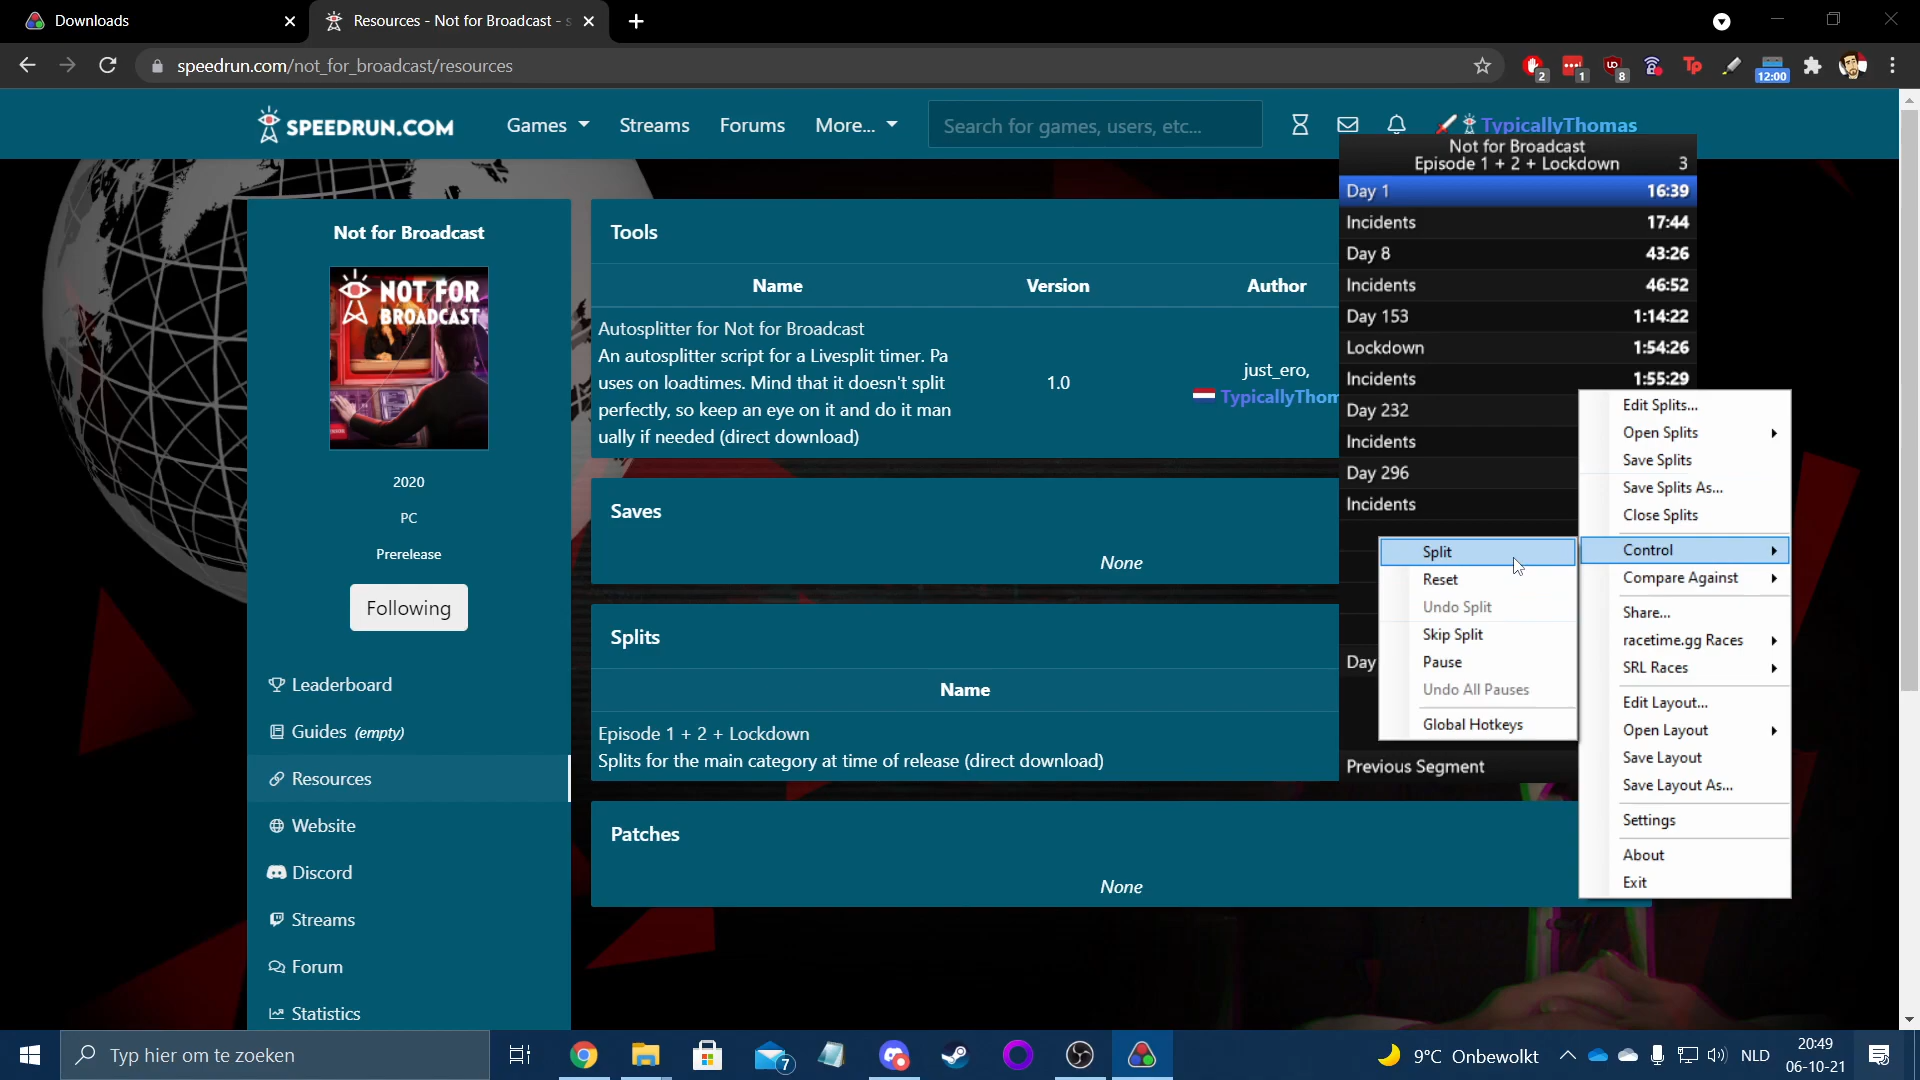 Downloads
Resources - Not for Broadcast - s
speedrun.com/not_for_broadcast/resources
2
1
8
Tp
12:00
SPEEDRUN.COM
Games
Streams
Forums
More...
Search for games, users, etc...
TypicallyThomas
Not for Broadcast
NOT FOR
BROADCAST
2020
PC
Prerelease
Following
Leaderboard
Guides (empty)
Resources
Website
Discord
Streams
Forum
Statistics
Tools
Name
Version
Author
Autosplitter for Not for Broadcast
An autosplitter script for a Livesplit timer. Pa
uses on loadtimes. Mind that it doesn't split
perfectly, so keep an eye on it and do it man
ually if needed (direct download)
1.0
just_ero,
TypicallyThom
Saves
None
Splits
Name
Episode 1 + 2 + Lockdown
Splits for the main category at time of release (direct download)
Patches
None
Not for Broadcast
Episode 1 + 2 + Lockdown 3
Day 1 16:39
Incidents 17:44
Day 8 43:26
Incidents 46:52
Day 153 1:14:22
Lockdown 1:54:26
Incidents 1:55:29
Day 232
Incidents
Day 296
Incidents
Day
Previous Segment
Split
Reset
Undo Split
Skip Split
Pause
Undo All Pauses
Global Hotkeys
Edit Splits...
Open Splits
Save Splits
Save Splits As...
Close Splits
Control
Compare Against
Share...
racetime.gg Races
SRL Races
Edit Layout...
Open Layout
Save Layout
Save Layout As...
Settings
About
Exit
Typ hier om te zoeken
7
9°C Onbewolkt
NLD
20:49
06-10-21